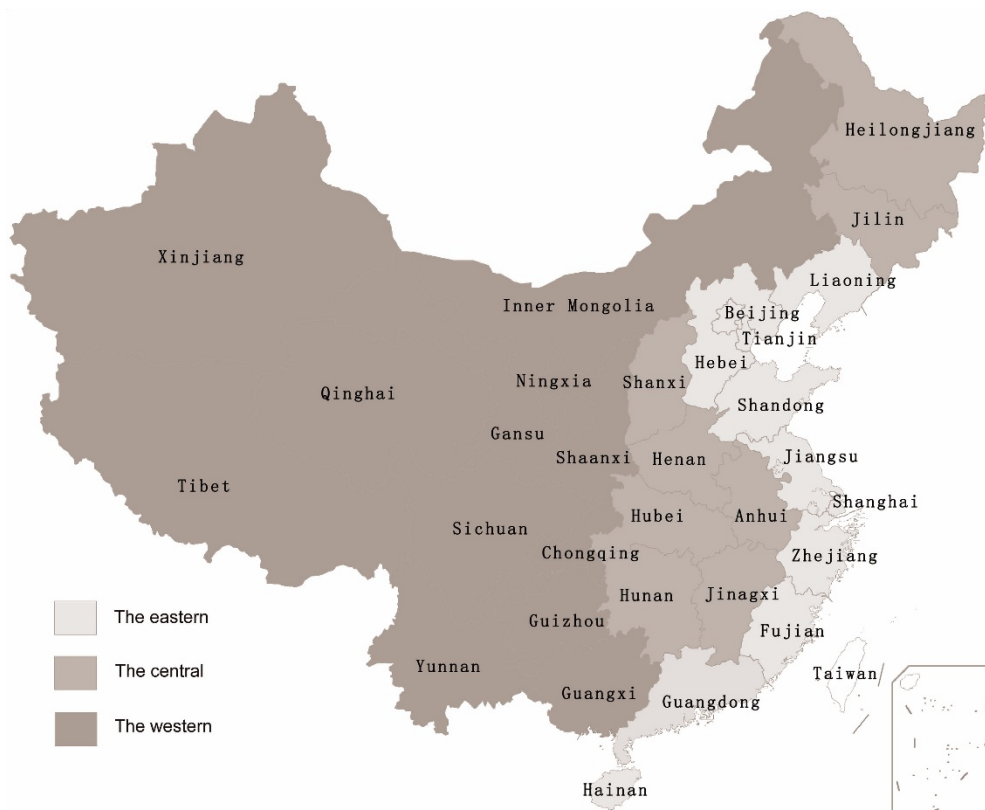 Heilongjiang
Jilin
Xinjiang
Liaoning
Inner Mongolia
Beijing
Tianjin
Hebei
Ningxia
Shanxi
Qinghai
Shandong
Gansu
Shaanxi
Henan
Jiangsu
Tibet
Shanghai
Sichuan
Hubei
Anhui
Chongqing
Zhejiang
Hunan
Jinagxi
The eastern
Guizhou
Fujian
The central
Yunnan
Taiwan
Guangxi
Guangdong
The western
Hainan